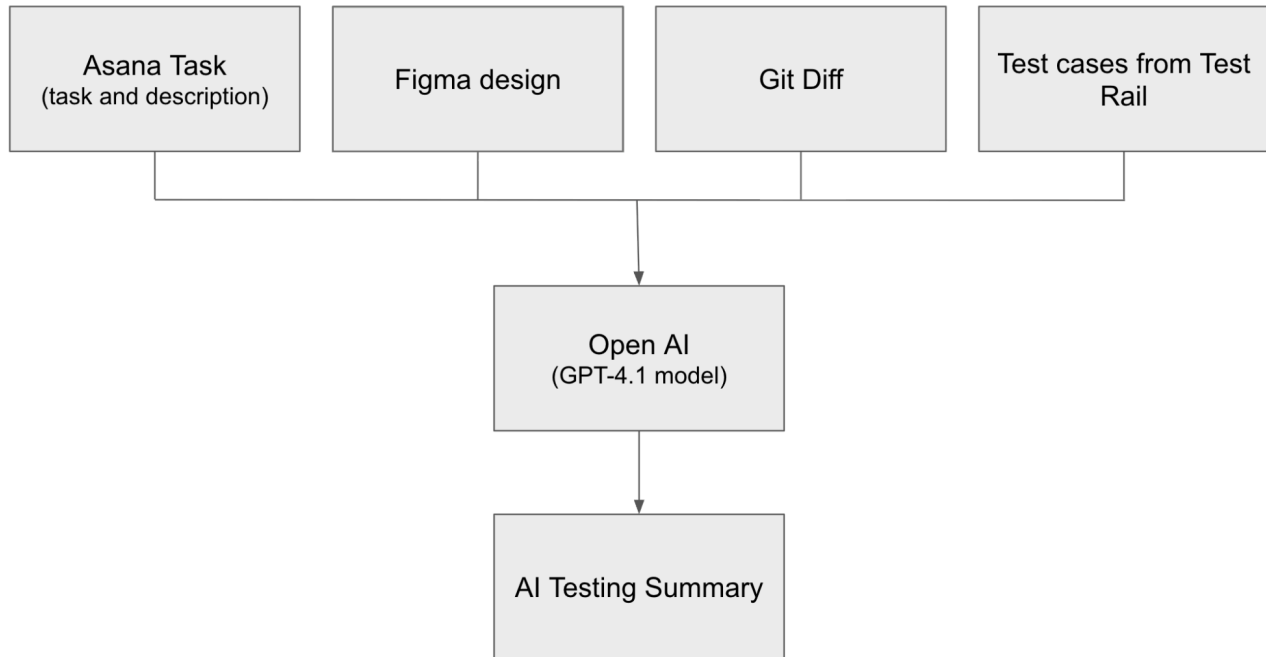 Asana Task
(task and description)
Figma design
Git Diff
Test cases from Test
Rail
Open AI
(GPT-4.1 model)
AI Testing Summary